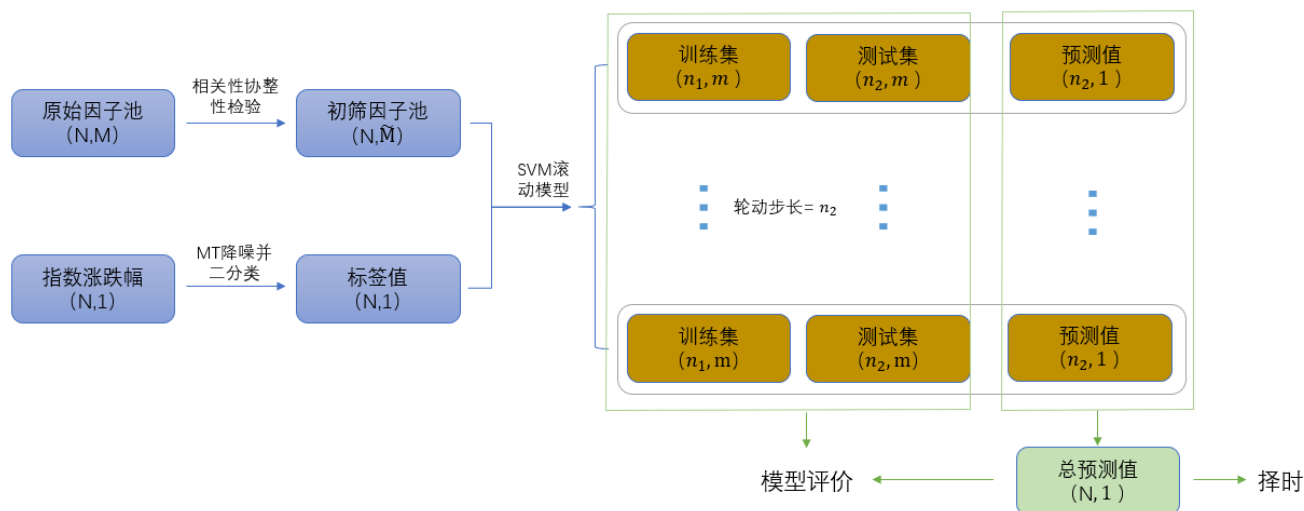 训练集
(n₁, m)
测试集
(n₂, m)
预测值
(n₂, 1)
原始因子池
(N,M)
相关性协整
性检验
初筛因子池
(N,M̃)
SVM滚
动模型
轮动步长= n₂
指数涨跌幅
(N,1)
MT降噪并
二分类
标签值
(N,1)
训练集
(n₁, m)
测试集
(n₂, m)
预测值
(n₂, 1)
模型评价
总预测值
(N, 1)
择时